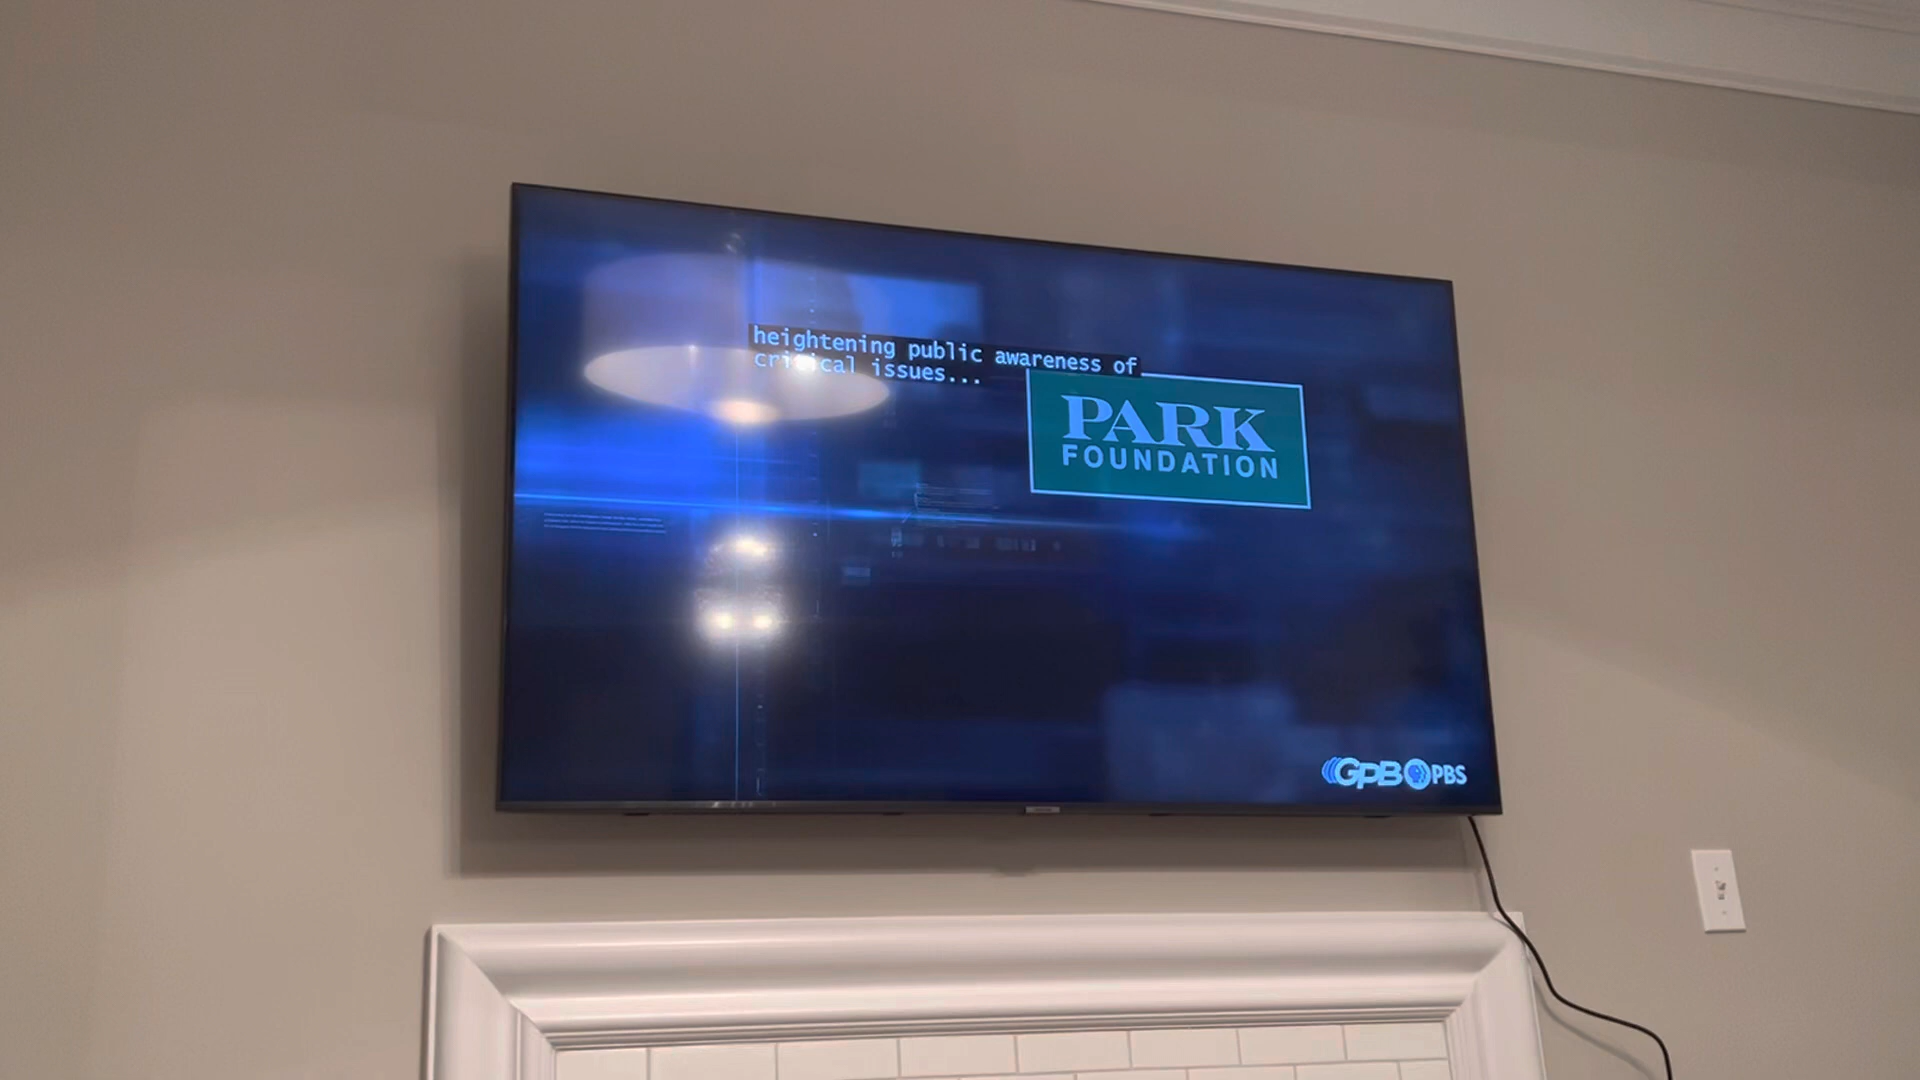 heightening public awareness of
critical issues...
PARK
FOUNDATION
GPB PBS